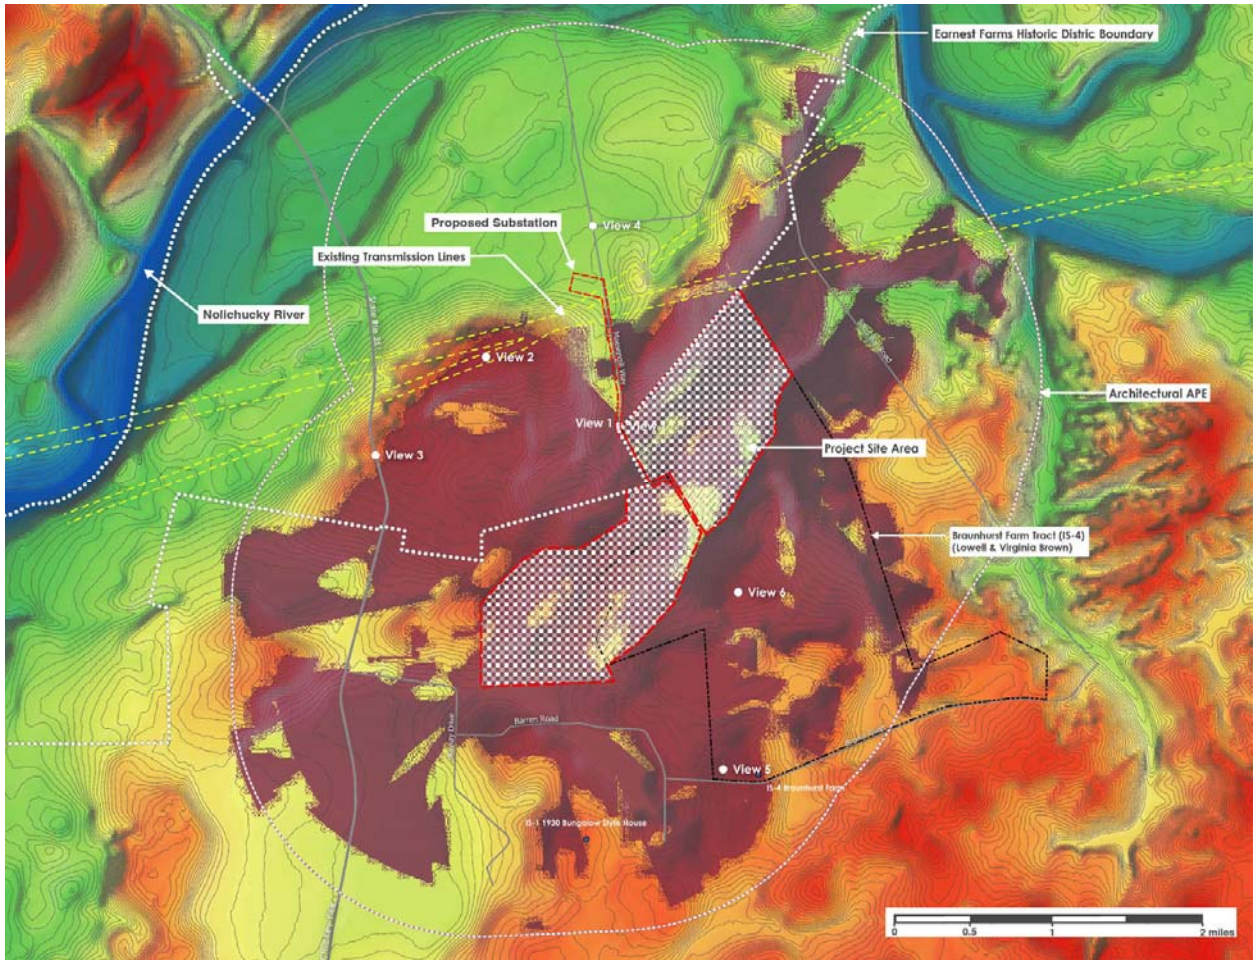 Earnest Farms Historic Distric Boundary
Proposed Substation
View 4
Existing Transmission Lines
Nolichucky River
View 2
View 1
Architectural APE
Project Site Area
View 3
Braunhurst Farm Tract (IS-4)
(Lowell & Virginia Brown)
View 6
Barren Road
Drive
View 5
IS-4 Braunhurst Farm
IS-1 1930 Bungalow Style House
0 0.5 1 2 miles